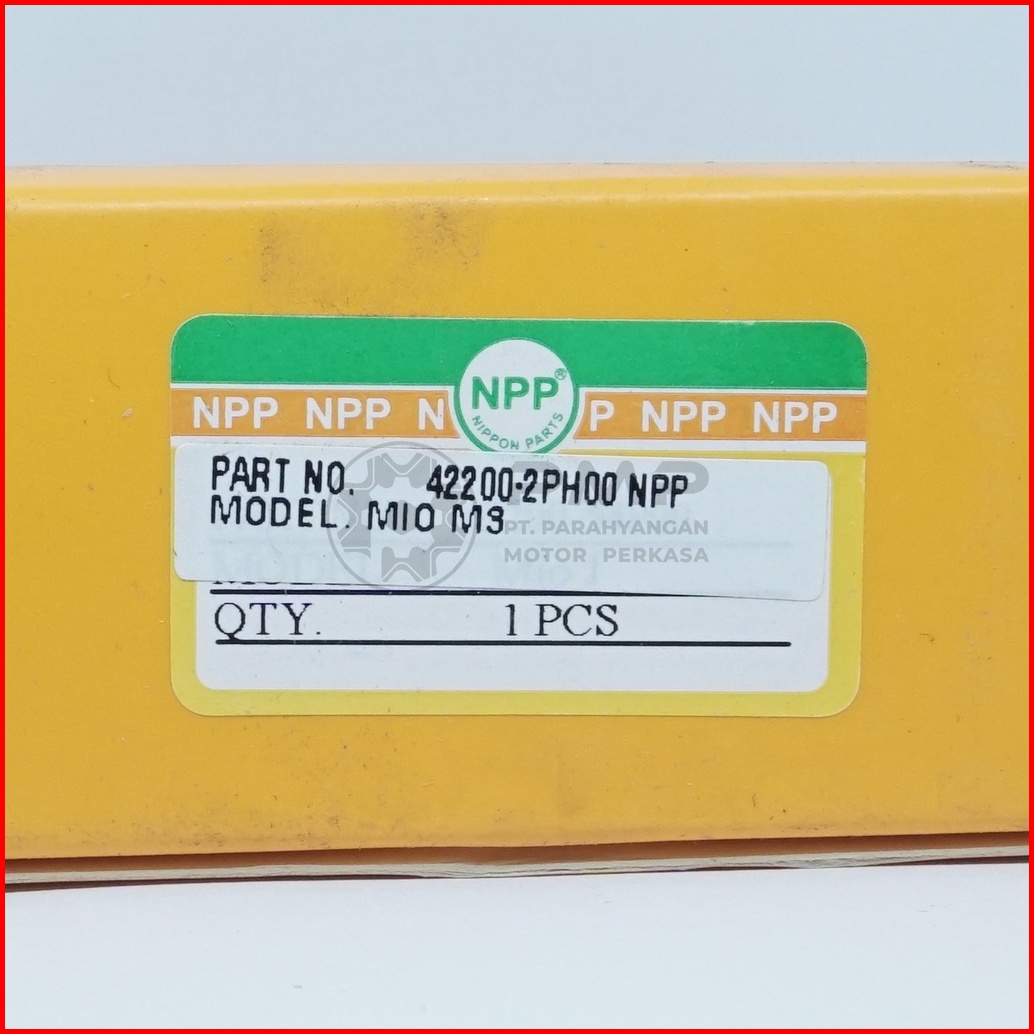 NPP®
NIPPON PARTS
NPP NPP N P NPP NPP
PART NO. 42200-2PH00 NPP
MODEL. MIO M3
PT. PARAHYANGAN
MOTOR PERKASA
QTY. 1 PCS